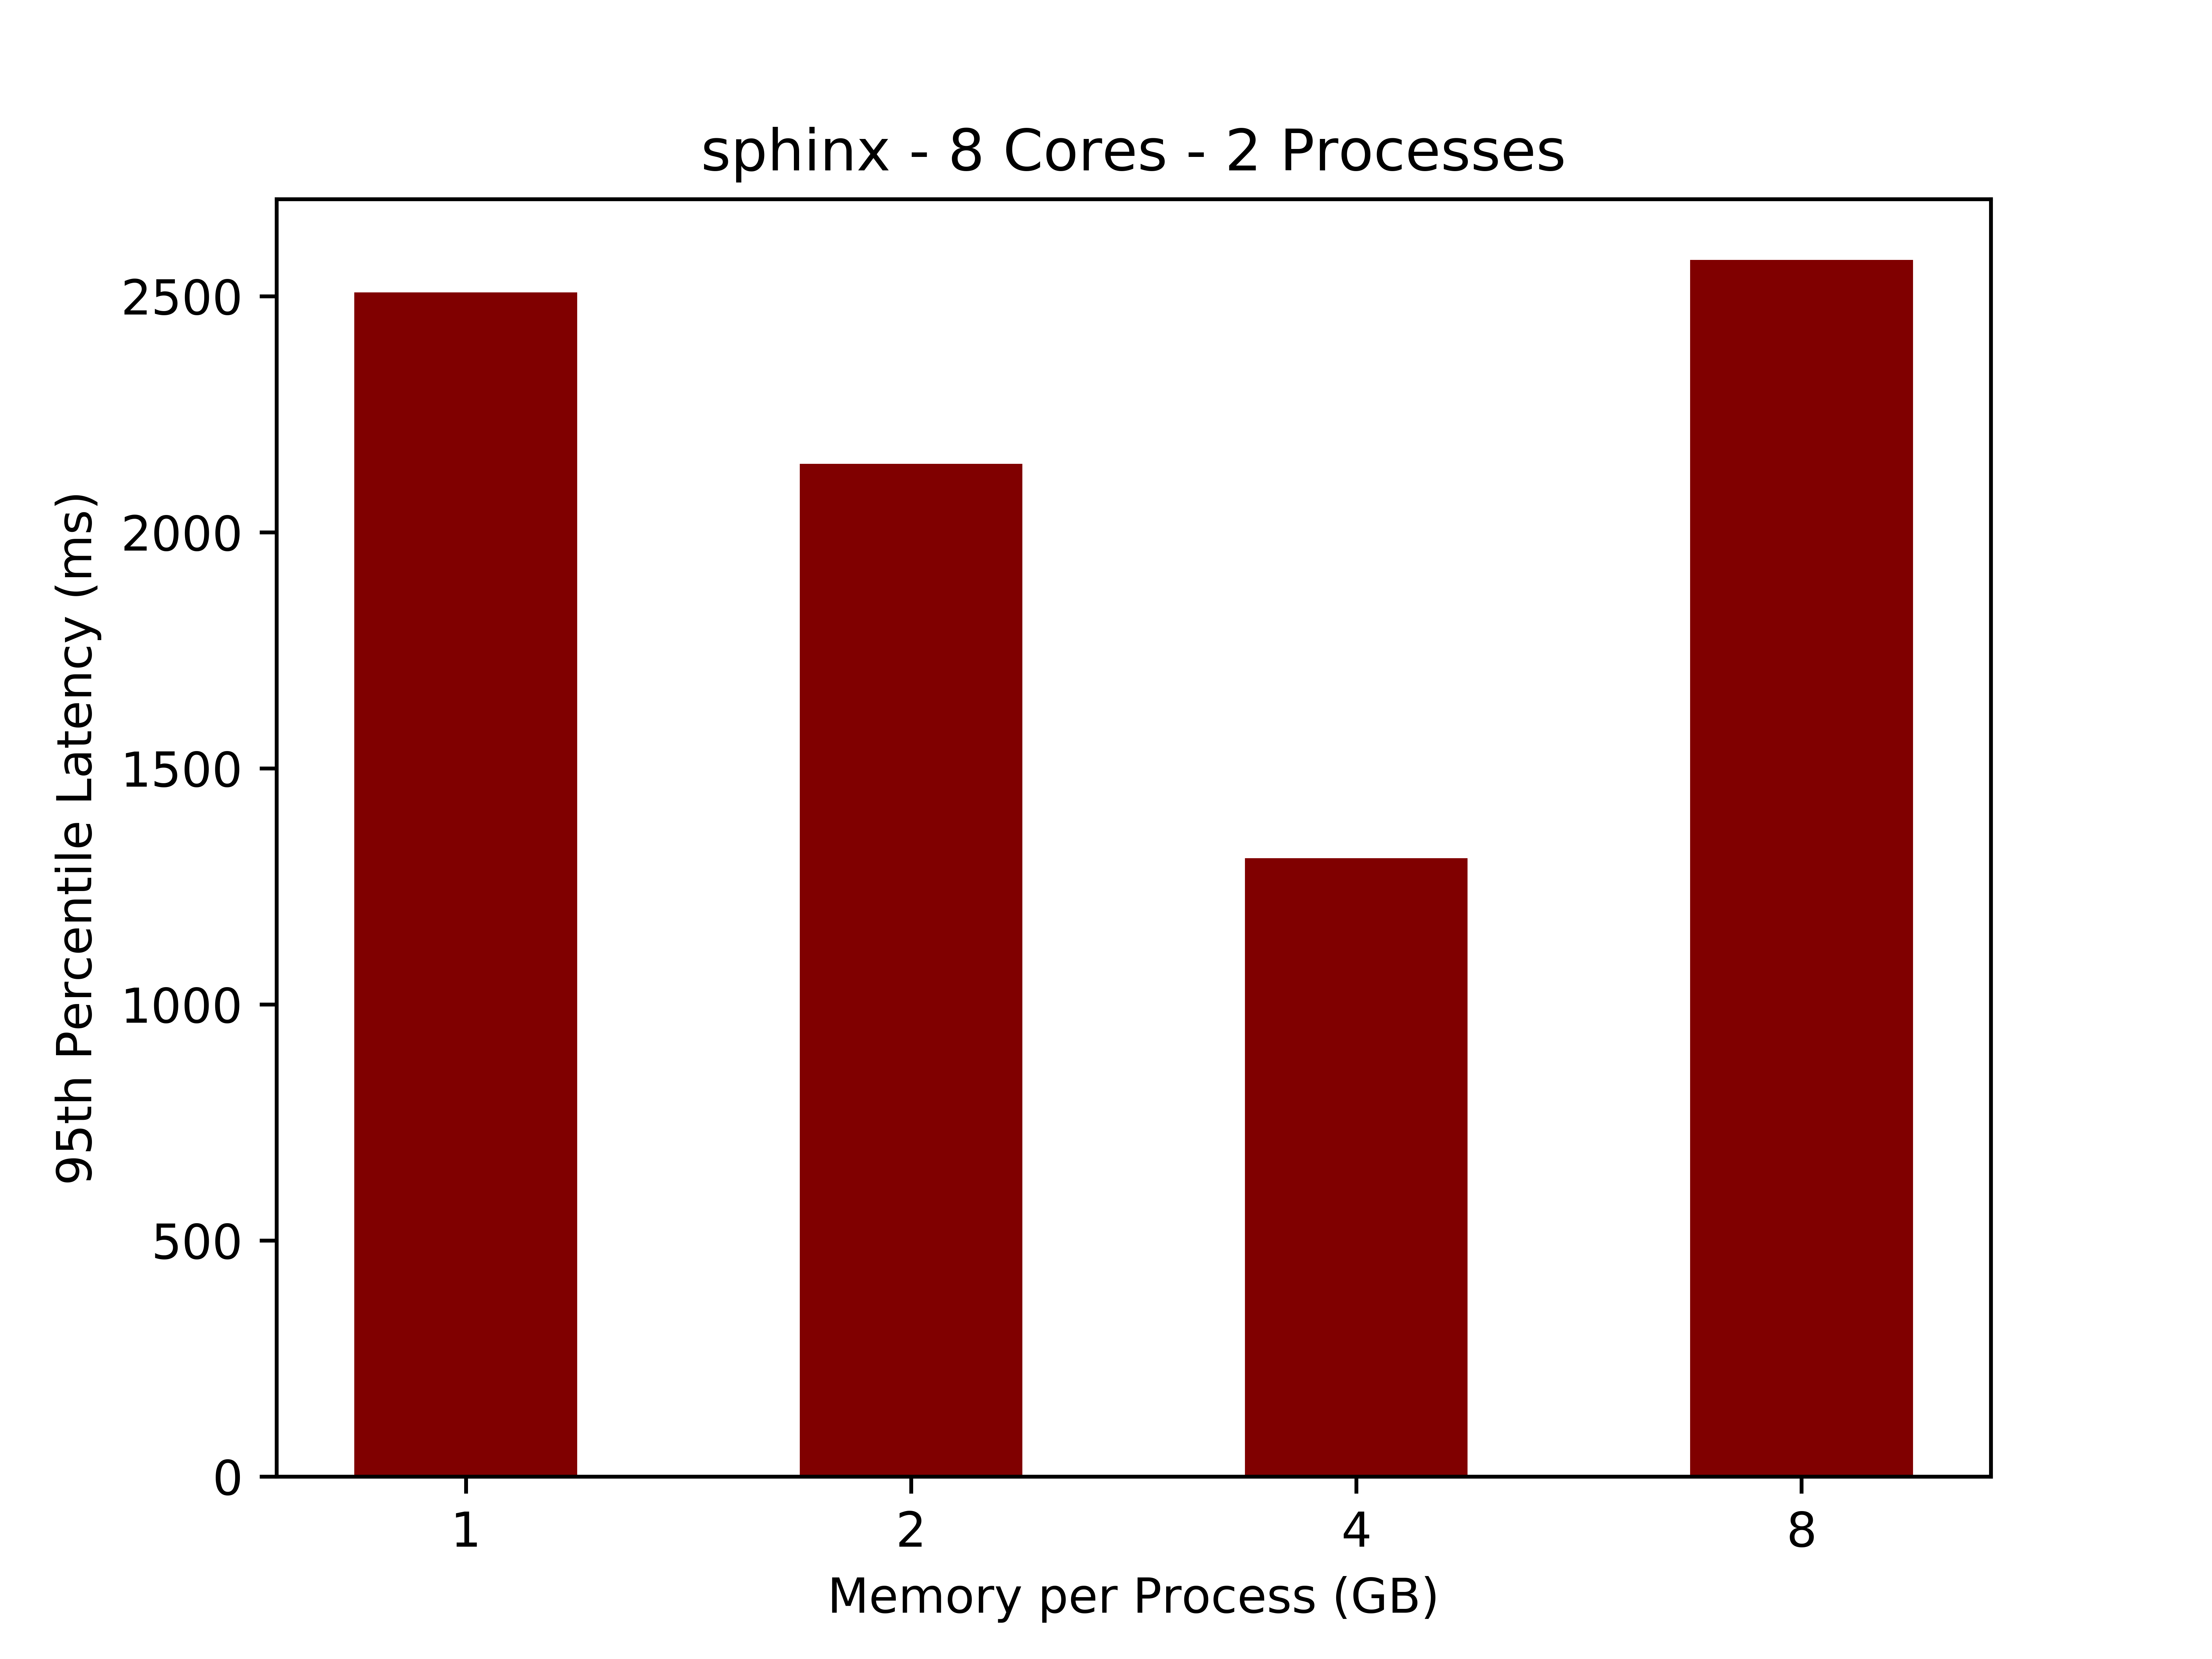 sphinx - 8 Cores - 2 Processes
95th Percentile Latency (ms)
2500
2000
1500
1000
500
0
1 2 4 8
Memory per Process (GB)